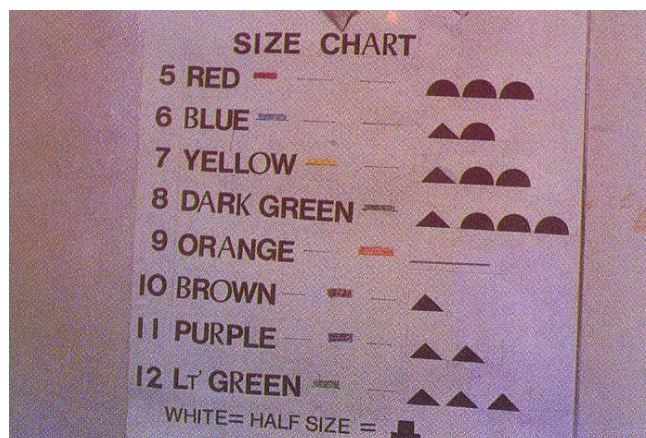 SIZE CHART
5 RED
6 BLUE
7 YELLOW
8 DARK GREEN
9 ORANGE
10 BROWN
11 PURPLE
12 LT' GREEN
WHITE = HALF SIZE =